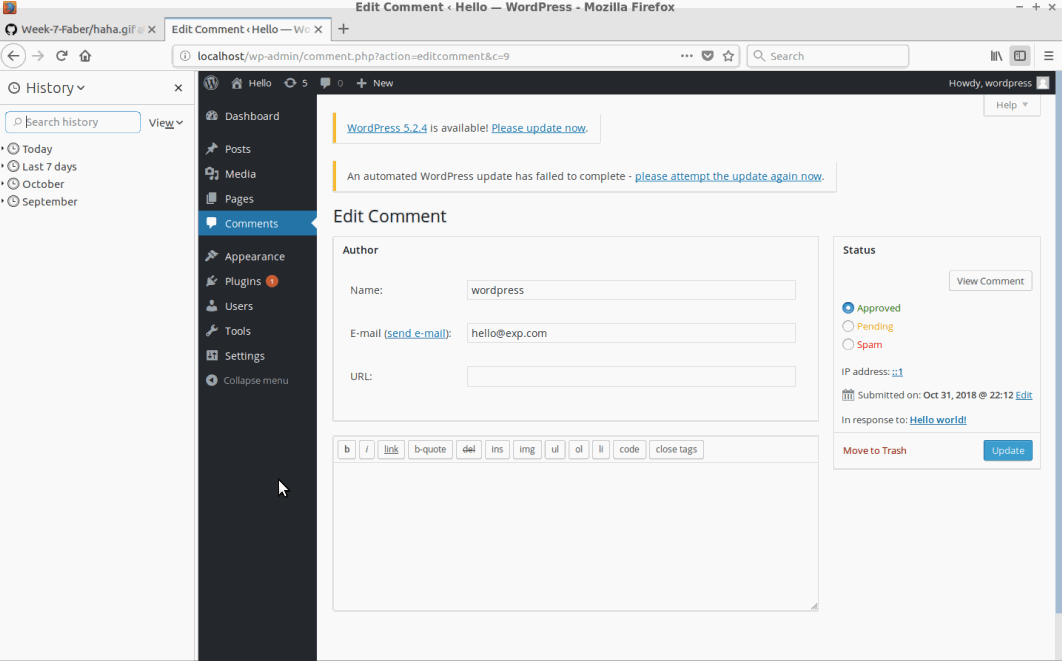 Edit Comment ‹ Hello — WordPress - Mozilla Firefox
Week-7-Faber/haha.gif
Edit Comment ‹ Hello — Wo
localhost/wp-admin/comment.php?action=editcomment&c=9
Search
History
Search history
View
Today
Last 7 days
October
September
Hello
5
0
New
Howdy, wordpress
Help
Dashboard
Posts
Media
Pages
Comments
Appearance
Plugins 1
Users
Tools
Settings
Collapse menu
WordPress 5.2.4 is available! Please update now.
An automated WordPress update has failed to complete - please attempt the update again now.
Edit Comment
Author
Name:
wordpress
E-mail (send e-mail):
hello@exp.com
URL:
b
i
link
b-quote
del
ins
img
ul
ol
li
code
close tags
Status
View Comment
Approved
Pending
Spam
IP address: ::1
Submitted on: Oct 31, 2018 @ 22:12 Edit
In response to: Hello world!
Move to Trash
Update